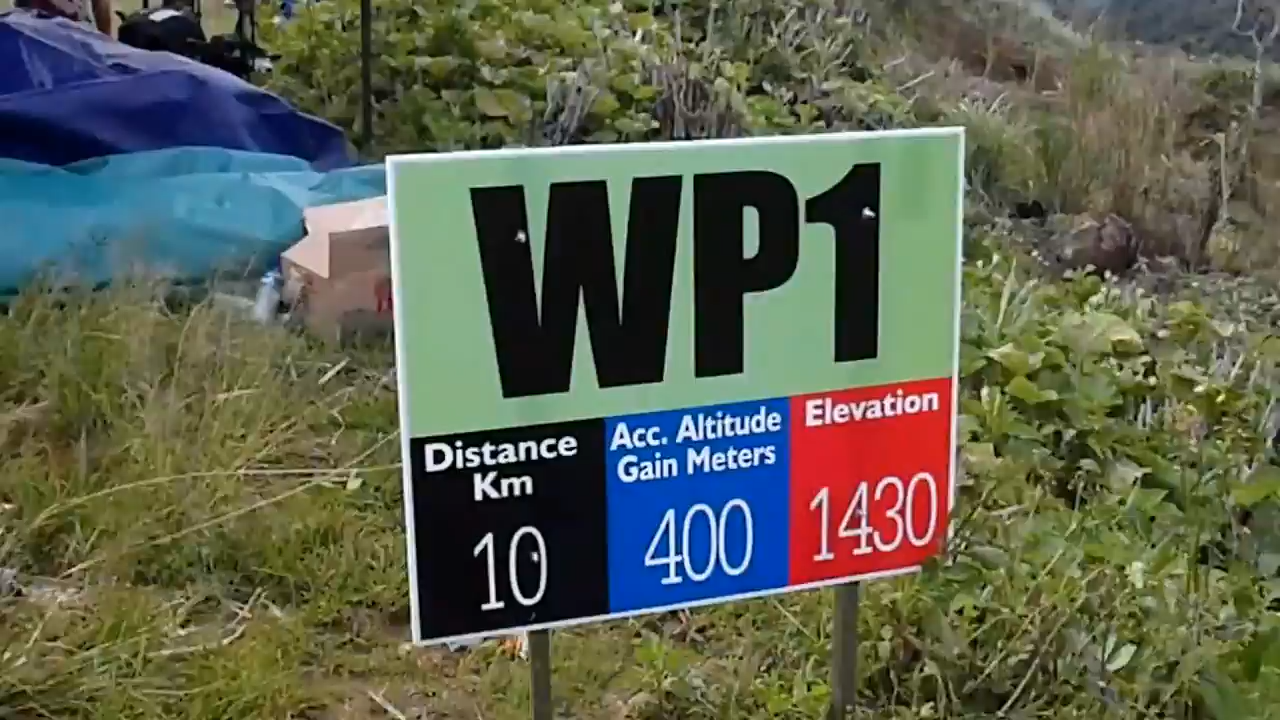 WP1
Distance
Km
10
Acc. Altitude
Gain Meters
400
Elevation
1430